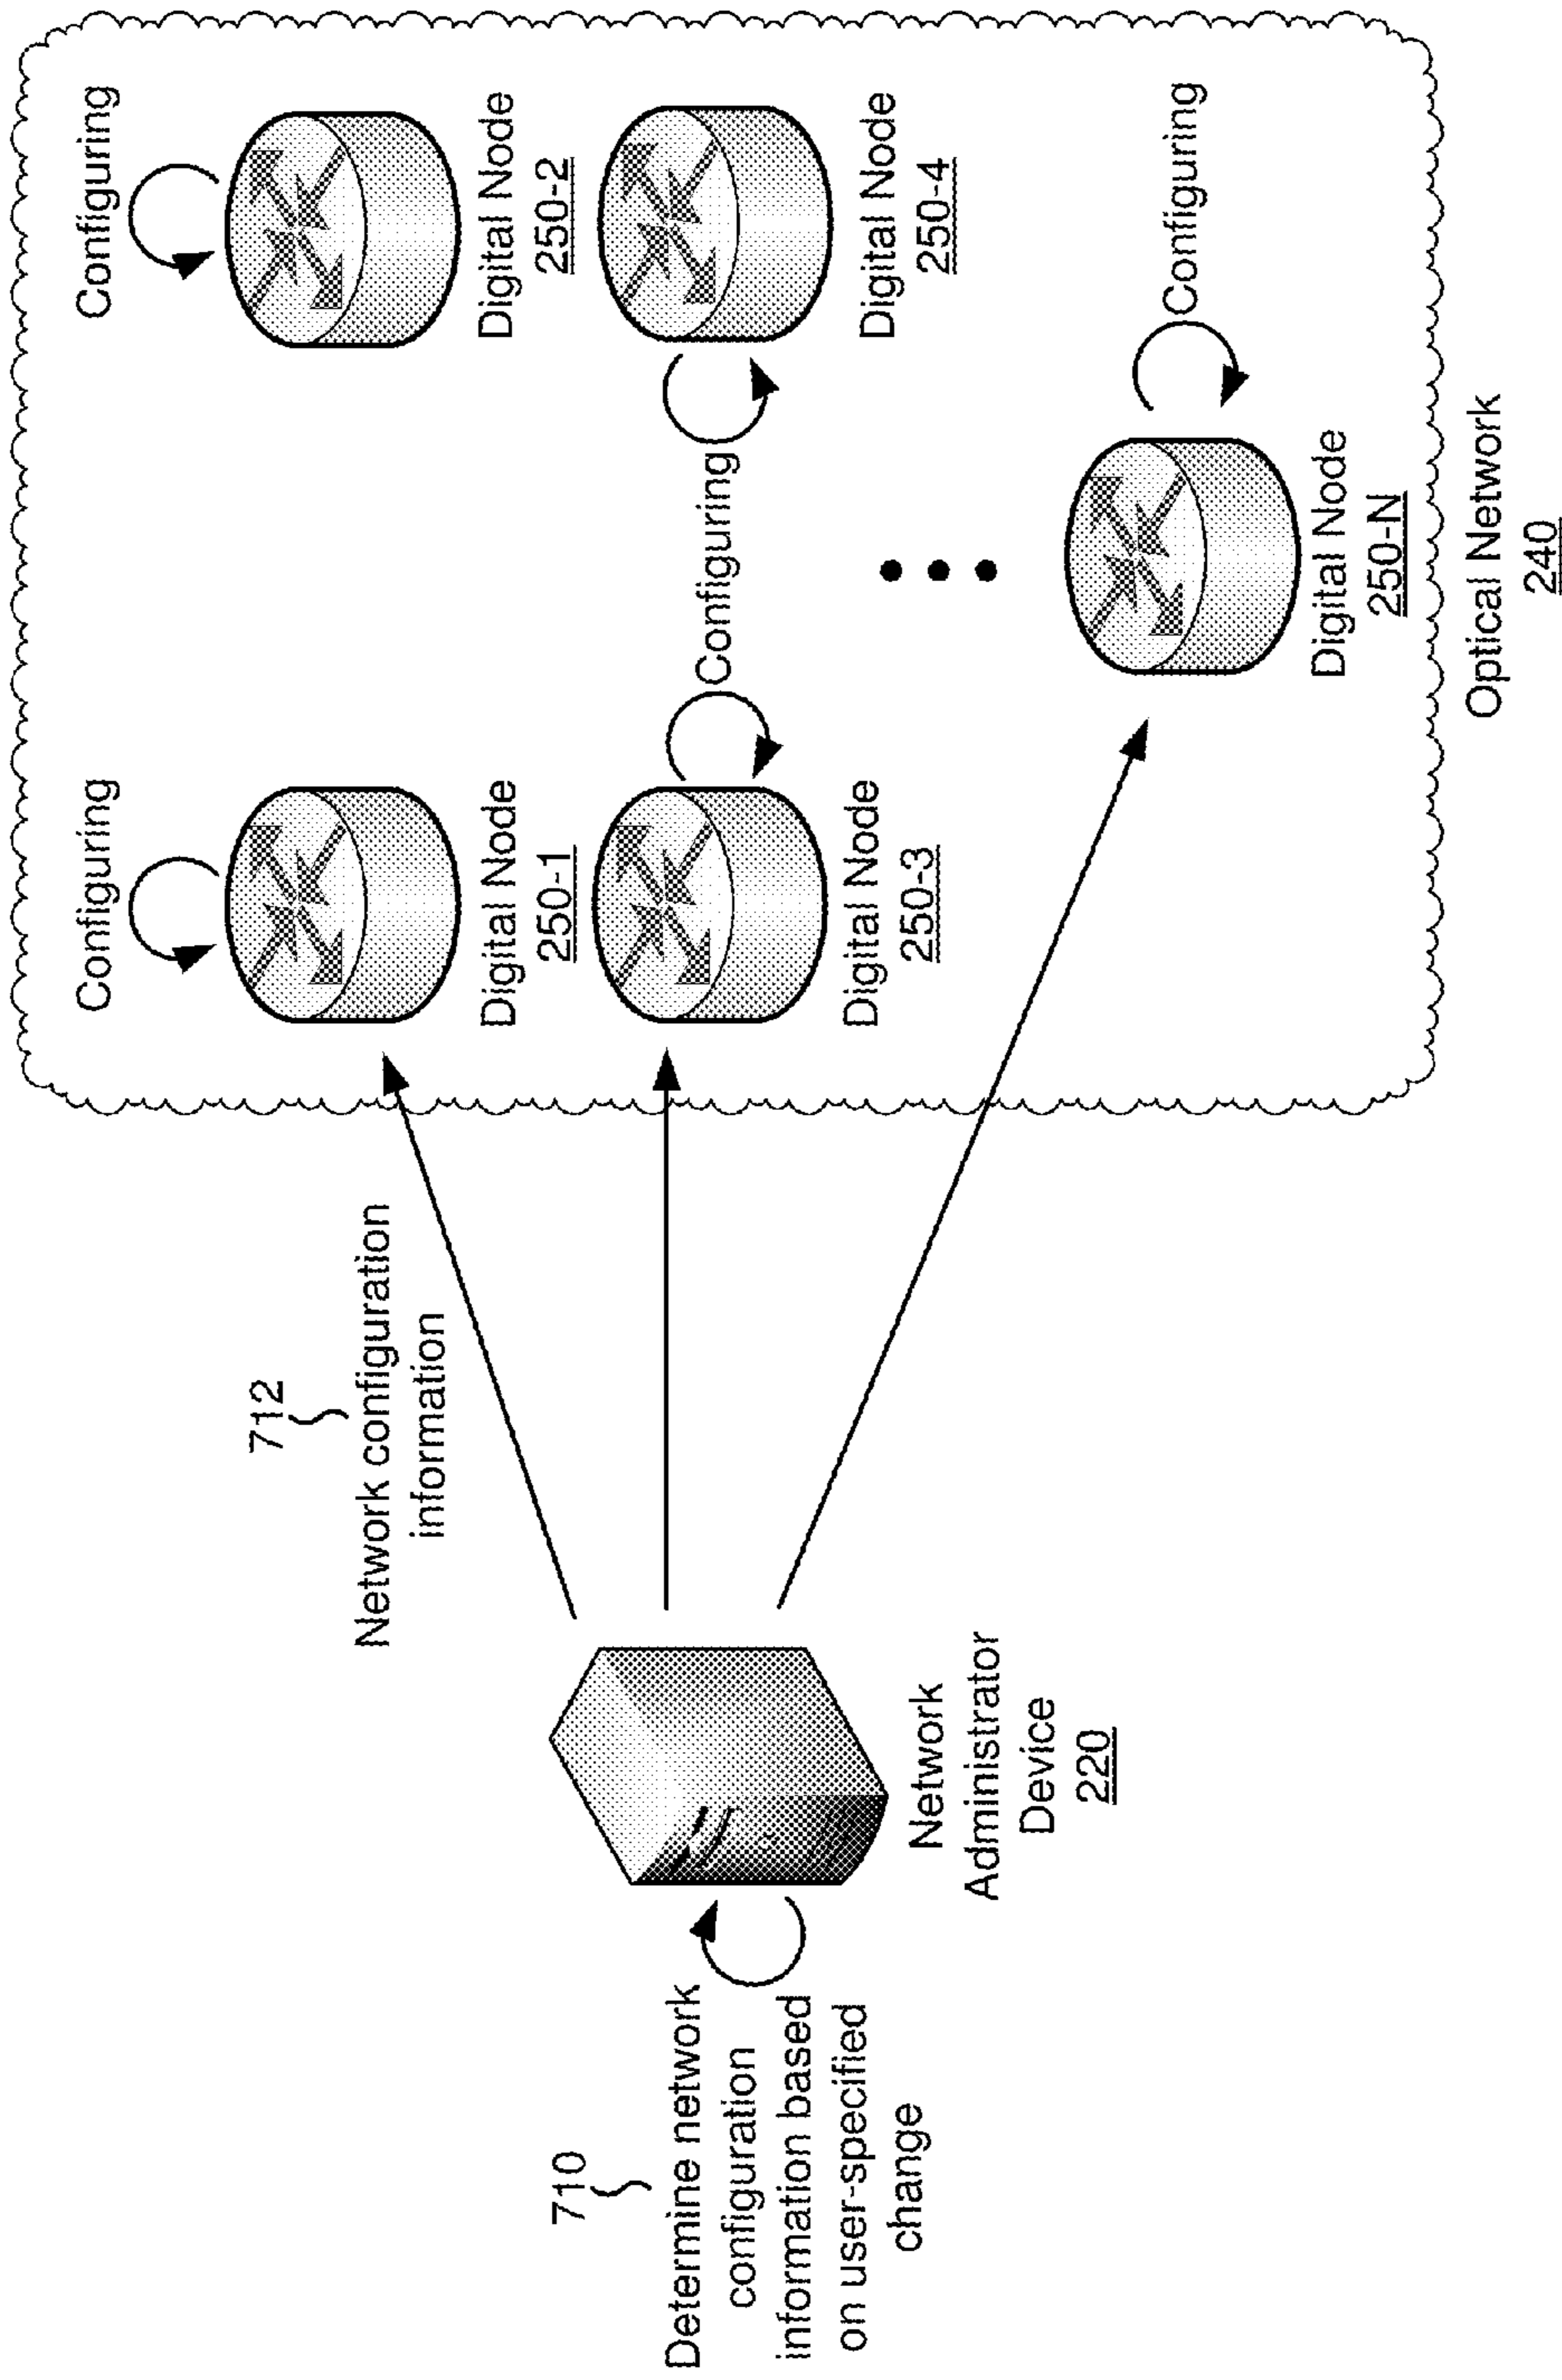 710
Determine network
configuration
information based
on user-specified
change
Network
Administrator
Device
220
712
Network configuration
information
Configuring
Digital Node
250-1
Configuring
Digital Node
250-2
Configuring
Digital Node
250-3
Digital Node
250-4
Configuring
Digital Node
250-N
Optical Network
240